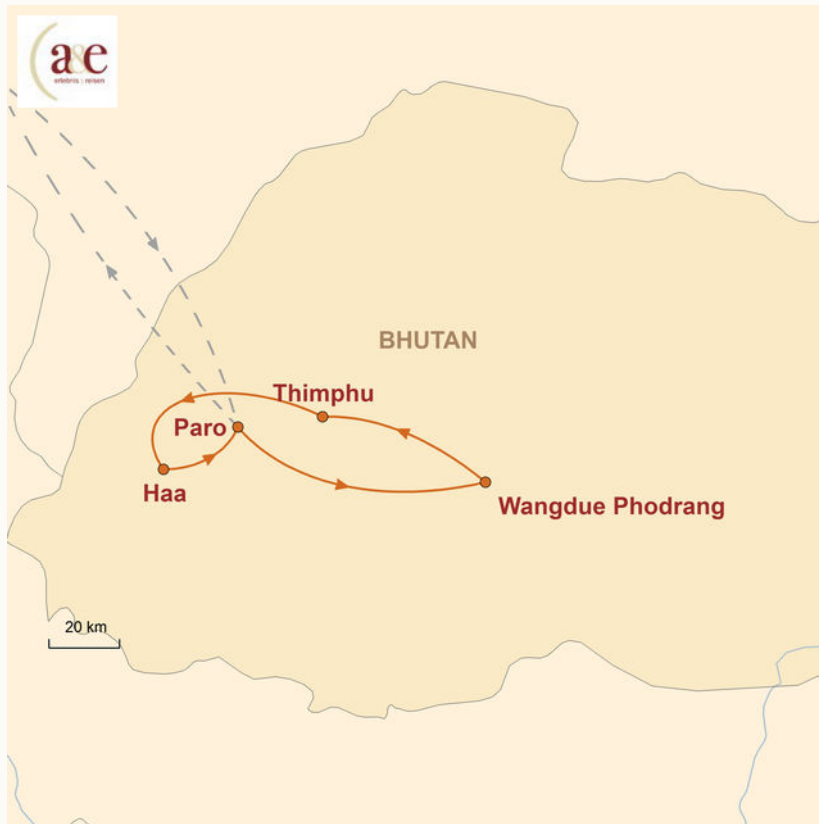 a&e
erlebnis : reisen
BHUTAN
Thimphu
Paro
Haa
Wangdue Phodrang
20 km